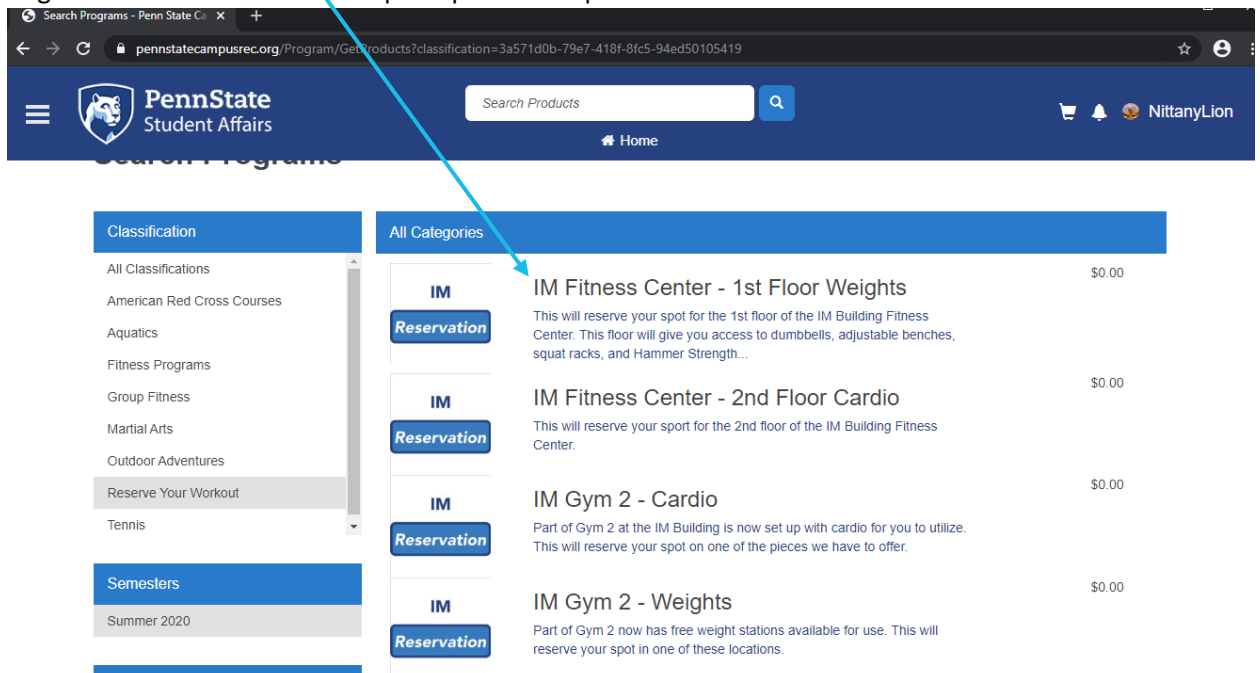 Search Programs - Penn State Ca
pennstatecampusrec.org/Program/GetProducts?classification=3a571d0b-79e7-418f-8fc5-94ed50105419
PennState
Student Affairs
Search Products
Home
NittanyLion
Search Programs
Classification
All Classifications
American Red Cross Courses
Aquatics
Fitness Programs
Group Fitness
Martial Arts
Outdoor Adventures
Reserve Your Workout
Tennis
Semesters
Summer 2020
All Categories
IM
Reservation
IM Fitness Center - 1st Floor Weights
$0.00
This will reserve your spot for the 1st floor of the IM Building Fitness
Center. This floor will give you access to dumbbells, adjustable benches,
squat racks, and Hammer Strength...
IM
Reservation
IM Fitness Center - 2nd Floor Cardio
$0.00
This will reserve your sport for the 2nd floor of the IM Building Fitness
Center.
IM
Reservation
IM Gym 2 - Cardio
$0.00
Part of Gym 2 at the IM Building is now set up with cardio for you to utilize.
This will reserve your spot on one of the pieces we have to offer.
IM
Reservation
IM Gym 2 - Weights
$0.00
Part of Gym 2 now has free weight stations available for use. This will
reserve your spot in one of these locations.